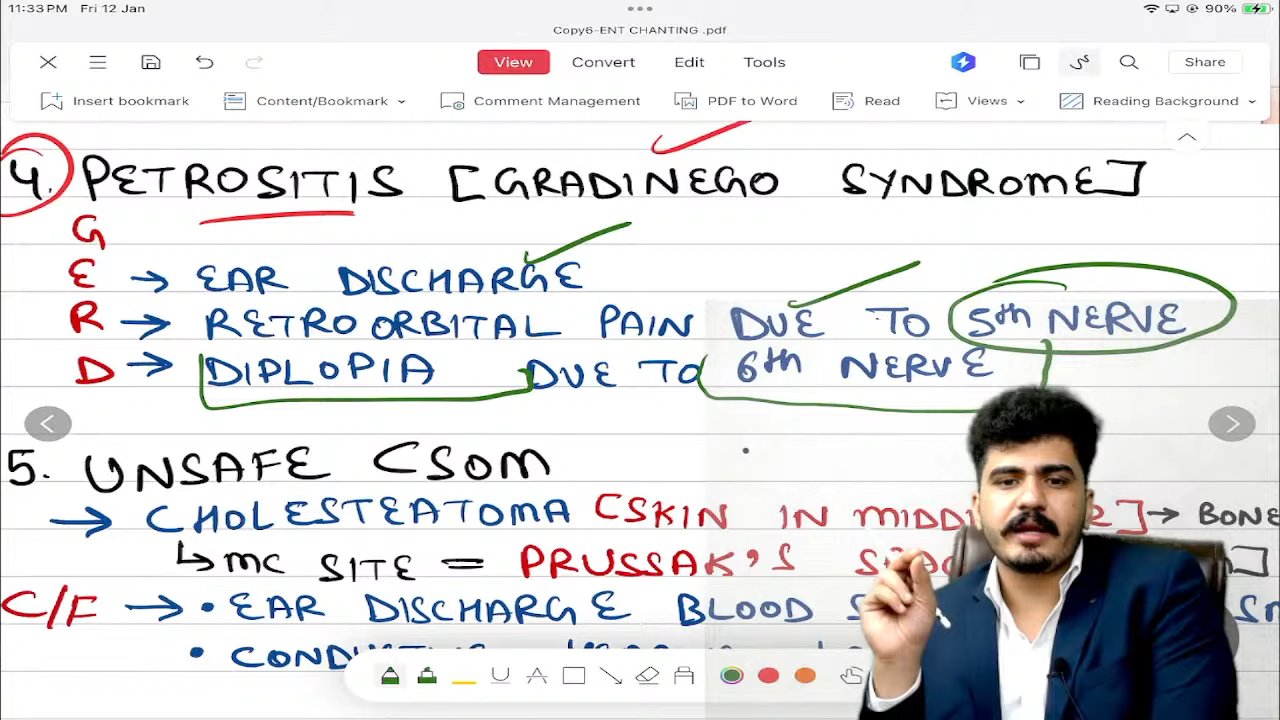 11:33 PM Fri 12 Jan 90%
Copy6-ENT CHANTING .pdf
View Convert Edit Tools Share
Insert bookmark Content/Bookmark Comment Management PDF to Word Read Views Reading Background
4. PETROSITIS [GRADINEGO SYNDROME]
G
E → EAR DISCHARGE
R → RETRO ORBITAL PAIN DUE TO 5th NERVE
D → DIPLOPIA DUE TO 6th NERVE
5. UNSAFE CSOM
→ CHOLESTEATOMA [SKIN IN → BONE
↳ MC SITE = PRUSSAK'S
C/F → • EAR DISCHARGE BLOOD
•